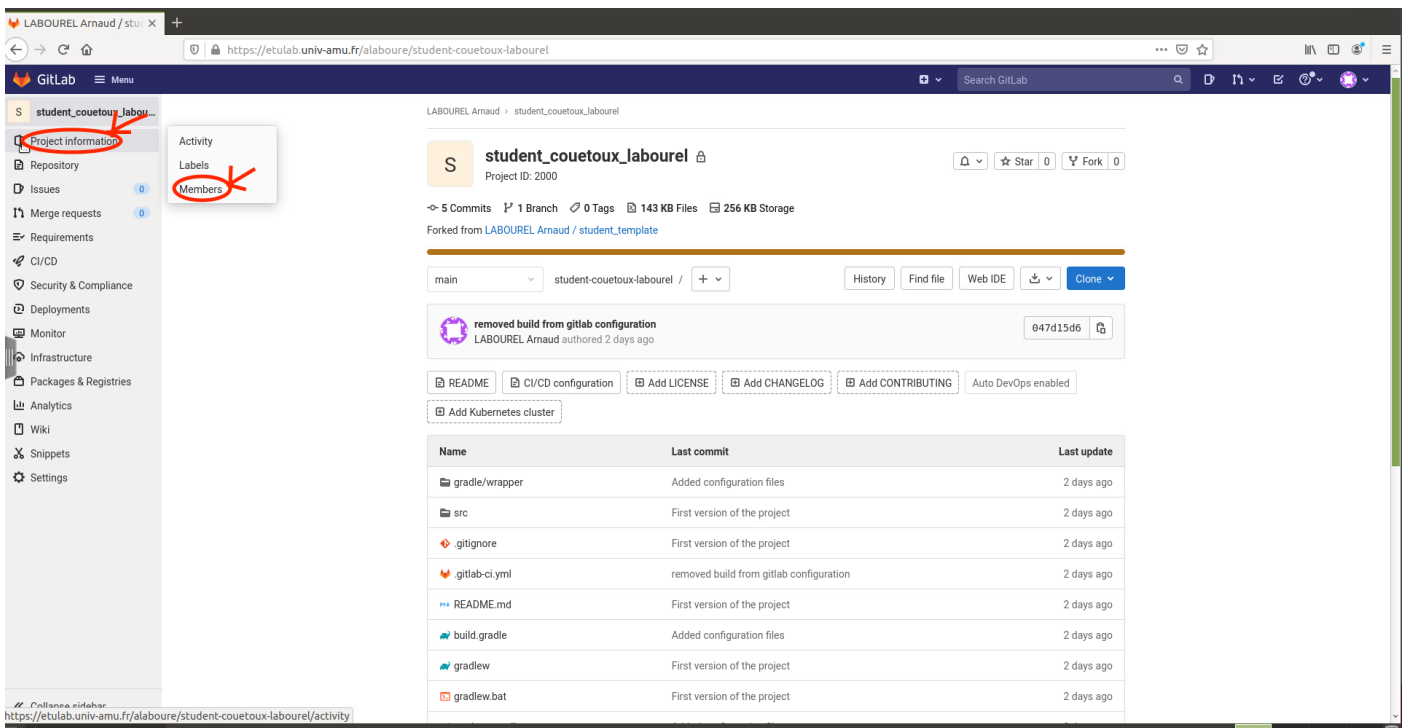 LABOUREL Arnaud / stu
https://etulab.univ-amu.fr/alaboure/student-couetoux-labourel
GitLab Menu Search GitLab
S student_couetoux_labou...
Project information
Repository
Issues 0
Merge requests 0
Requirements
CI/CD
Security & Compliance
Deployments
Monitor
Infrastructure
Packages & Registries
Analytics
Wiki
Snippets
Settings
Collapse sidebar
https://etulab.univ-amu.fr/alaboure/student-couetoux-labourel/activity
Activity
Labels
Members
LABOUREL Arnaud > student_couetoux_labourel
S student_couetoux_labourel
Project ID: 2000
Star 0 Fork 0
5 Commits 1 Branch 0 Tags 143 KB Files 256 KB Storage
Forked from LABOUREL Arnaud / student_template
main student-couetoux-labourel / + History Find file Web IDE Clone
removed build from gitlab configuration
LABOUREL Arnaud authored 2 days ago
047d15d6
README CI/CD configuration Add LICENSE Add CHANGELOG Add CONTRIBUTING Auto DevOps enabled
Add Kubernetes cluster
Name Last commit Last update
gradle/wrapper Added configuration files 2 days ago
src First version of the project 2 days ago
.gitignore First version of the project 2 days ago
.gitlab-ci.yml removed build from gitlab configuration 2 days ago
README.md First version of the project 2 days ago
build.gradle Added configuration files 2 days ago
gradlew First version of the project 2 days ago
gradlew.bat First version of the project 2 days ago